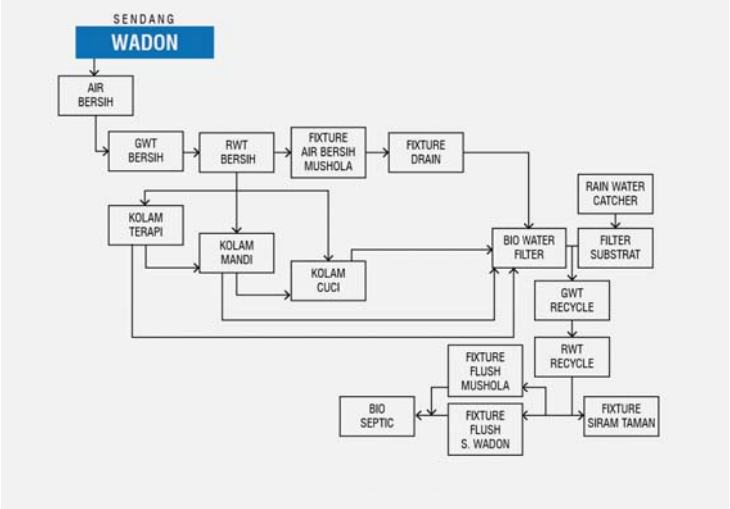 SENDANG
WADON
AIR
BERSIH
GWT
BERSIH
RWT
BERSIH
FIXTURE
AIR BERSIH
MUSHOLA
FIXTURE
DRAIN
RAIN WATER
CATCHER
KOLAM
TERAPI
KOLAM
MANDI
KOLAM
CUCI
BIO WATER
FILTER
FILTER
SUBSTRAT
GWT
RECYCLE
RWT
RECYCLE
FIXTURE
FLUSH
MUSHOLA
BIO
SEPTIC
FIXTURE
FLUSH
S. WADON
FIXTURE
SIRAM TAMAN